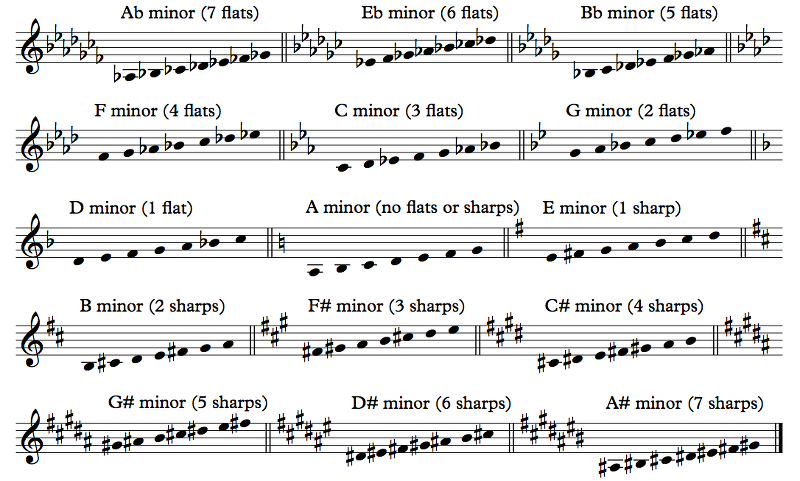 Ab minor (7 flats) Eb minor (6 flats) Bb minor (5 flats)
F minor (4 flats) C minor (3 flats) G minor (2 flats)
D minor (1 flat) A minor (no flats or sharps) E minor (1 sharp)
B minor (2 sharps) F# minor (3 sharps) C# minor (4 sharps)
G# minor (5 sharps) D# minor (6 sharps) A# minor (7 sharps)